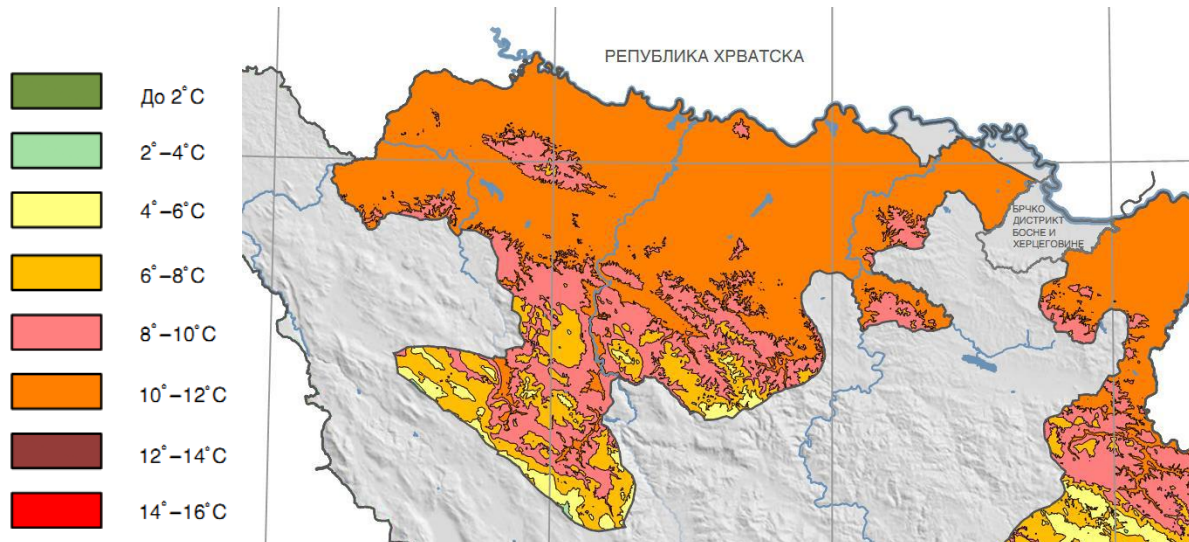 РЕПУБЛИКА ХРВАТСКА
До 2°C
2°–4°C
4°–6°C
6°–8°C
8°–10°C
10°–12°C
12°–14°C
14°–16°C
БРЧКО
ДИСТРИКТ
БОСНЕ И
ХЕРЦЕГОВИНЕ